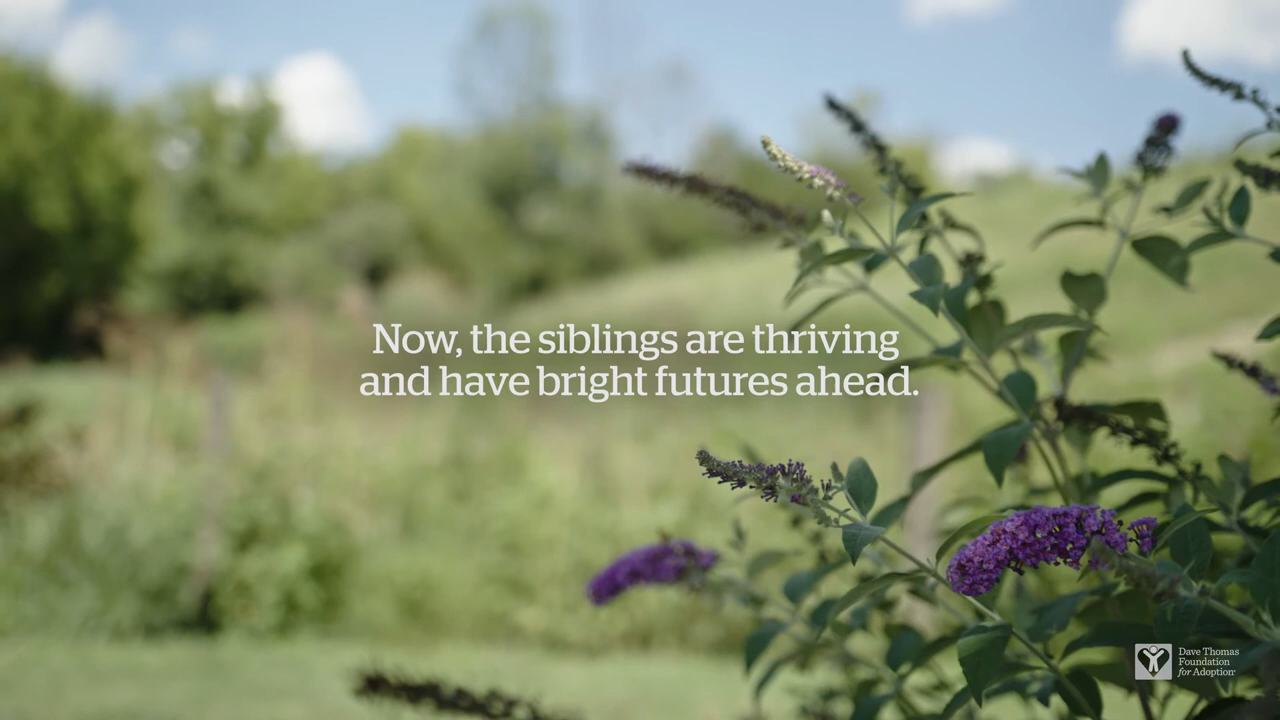 Now, the siblings are thriving
and have bright futures ahead.
Dave Thomas
Foundation
for Adoption